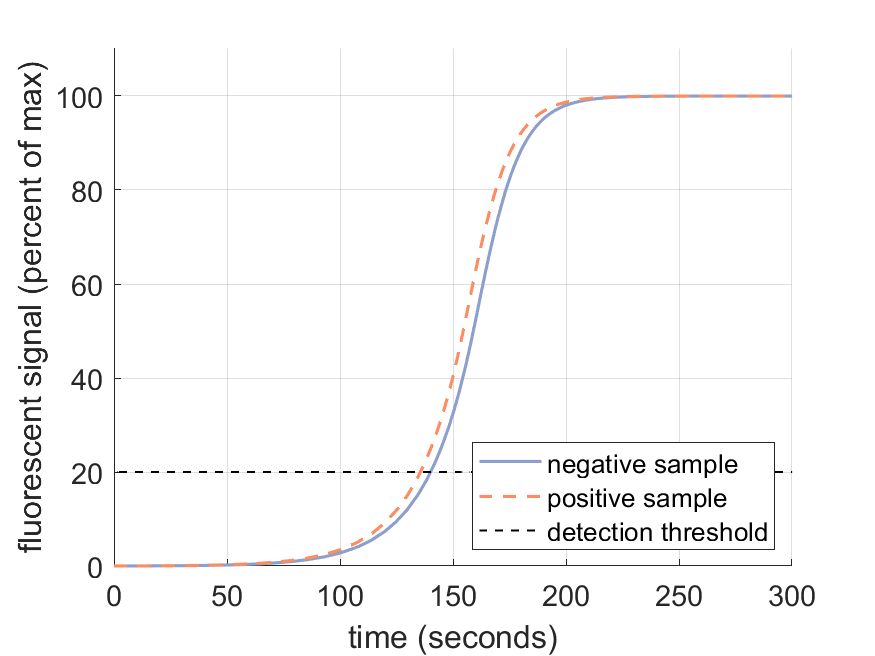 fluorescent signal (percent of max)
100
80
60
40
20
0
negative sample
positive sample
detection threshold
0 50 100 150 200 250 300
time (seconds)